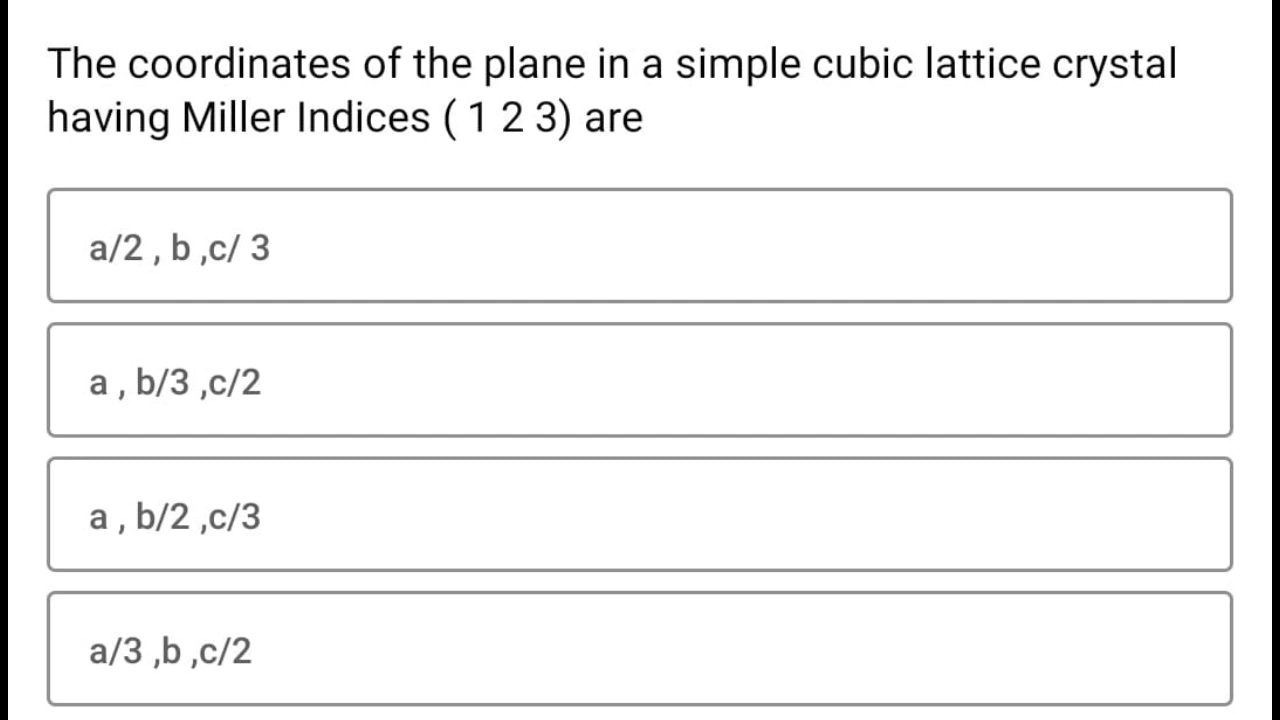 The coordinates of the plane in a simple cubic lattice crystal
having Miller Indices ( 1 2 3) are
a/2 , b ,c/ 3
a , b/3 ,c/2
a , b/2 ,c/3
a/3 ,b ,c/2